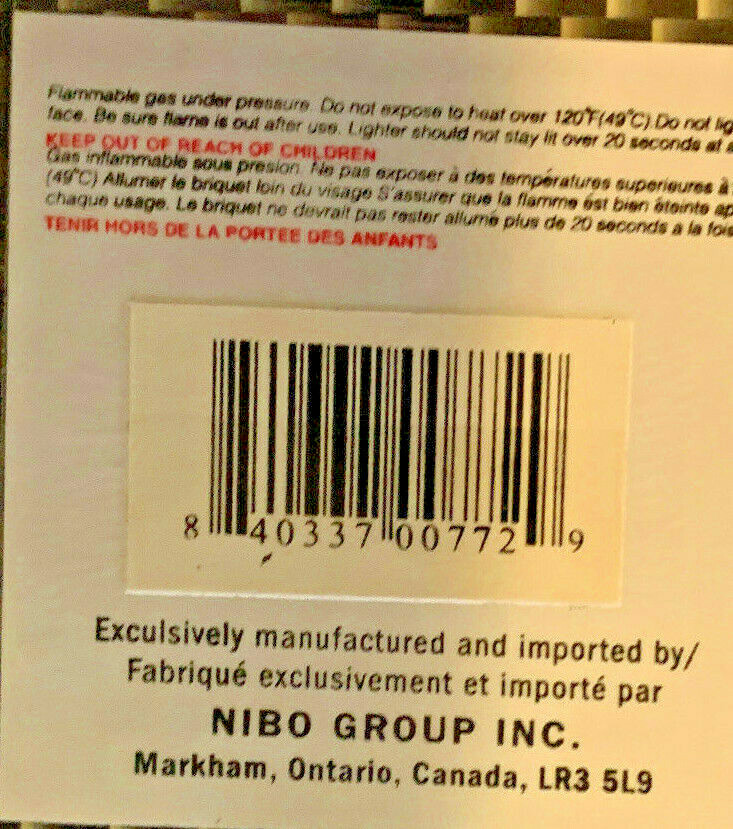 Flammable gas under pressure. Do not expose to heat over 120°F(49°C).Do not lig
face. Be sure flame is out after use. Lighter should not stay lit over 20 seconds at a
KEEP OUT OF REACH OF CHILDREN
Gas inflammable sous presion. Ne pas exposer à des températures superieures à
(49°C) Allumer le briquet loin du visage S'assurer que la flamme est bien éteinte ap
chaque usage. Le briquet ne devrait pas rester allume plus de 20 seconds a la fois
TENIR HORS DE LA PORTEE DES ANFANTS
8 40337 00772 9
Exculsively manufactured and imported by/
Fabriqué exclusivement et importé par
NIBO GROUP INC.
Markham, Ontario, Canada, LR3 5L9